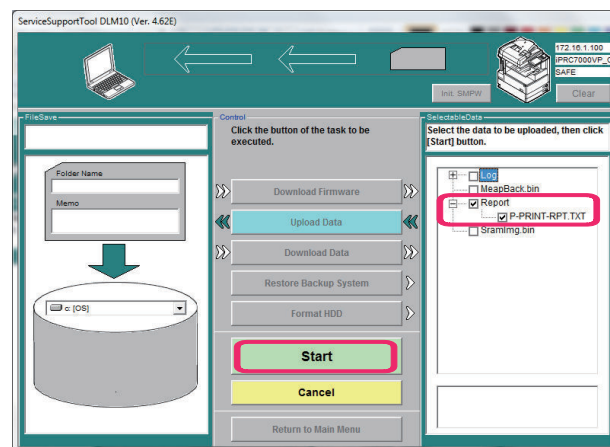 ServiceSupportTool DLM10 (Ver. 4.62E)
172.16.1.100
iPRC7000VP_
SAFE
Init. SMPW
Clear
FileSave
Folder Name
Memo
c: [OS]
Control
Click the button of the task to be
executed.
Download Firmware
Upload Data
Download Data
Restore Backup System
Format HDD
Start
Cancel
Return to Main Menu
SelectableData
Select the data to be uploaded, then click
[Start] button.
Log
MeapBack.bin
Report
P-PRINT-RPT.TXT
SramImg.bin